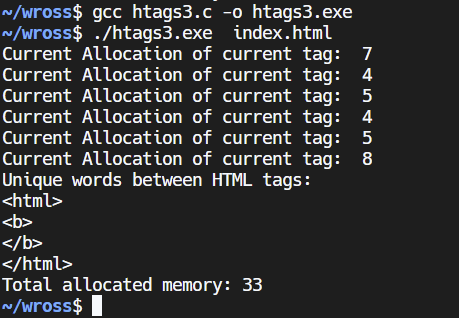 ~/wross$ gcc htags3.c -o htags3.exe
~/wross$ ./htags3.exe  index.html
Current Allocation of current tag:  7
Current Allocation of current tag:  4
Current Allocation of current tag:  5
Current Allocation of current tag:  4
Current Allocation of current tag:  5
Current Allocation of current tag:  8
Unique words between HTML tags:
<html>
<b>
</b>
</html>
Total allocated memory: 33
~/wross$